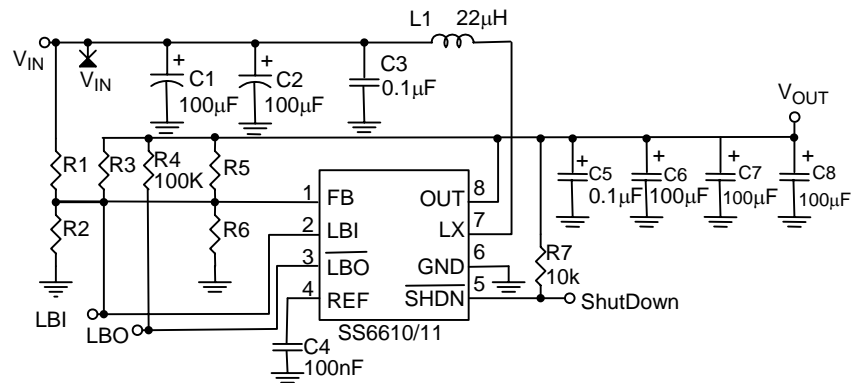 L1 22μH
VIN
VIN
C1
100μF
C2
100μF
C3
0.1μF
VOUT
R1
R3
R4
100K
R5
R2
R6
1 FB
2 LBI
3 LBO
4 REF
OUT 8
LX 7
GND 6
SHDN 5
SS6610/11
C5
0.1μF
C6
100μF
C7
100μF
C8
100μF
R7
10k
ShutDown
LBI
LBO
C4
100nF